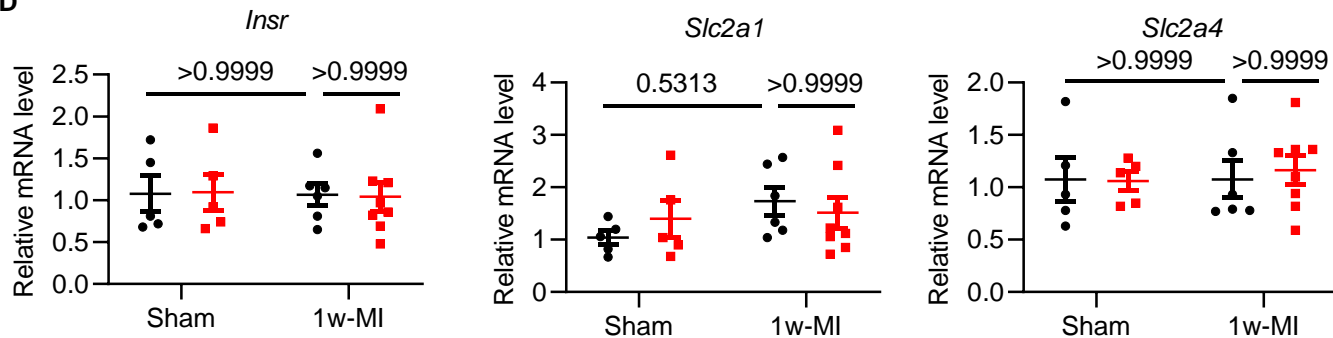 D
Insr
Relative mRNA level
2.5
2.0
1.5
1.0
0.5
0.0
>0.9999
>0.9999
Sham
1w-MI
Slc2a1
Relative mRNA level
4
3
2
1
0
0.5313
>0.9999
Sham
1w-MI
Slc2a4
Relative mRNA level
2.0
1.5
1.0
0.5
0.0
>0.9999
>0.9999
Sham
1w-MI